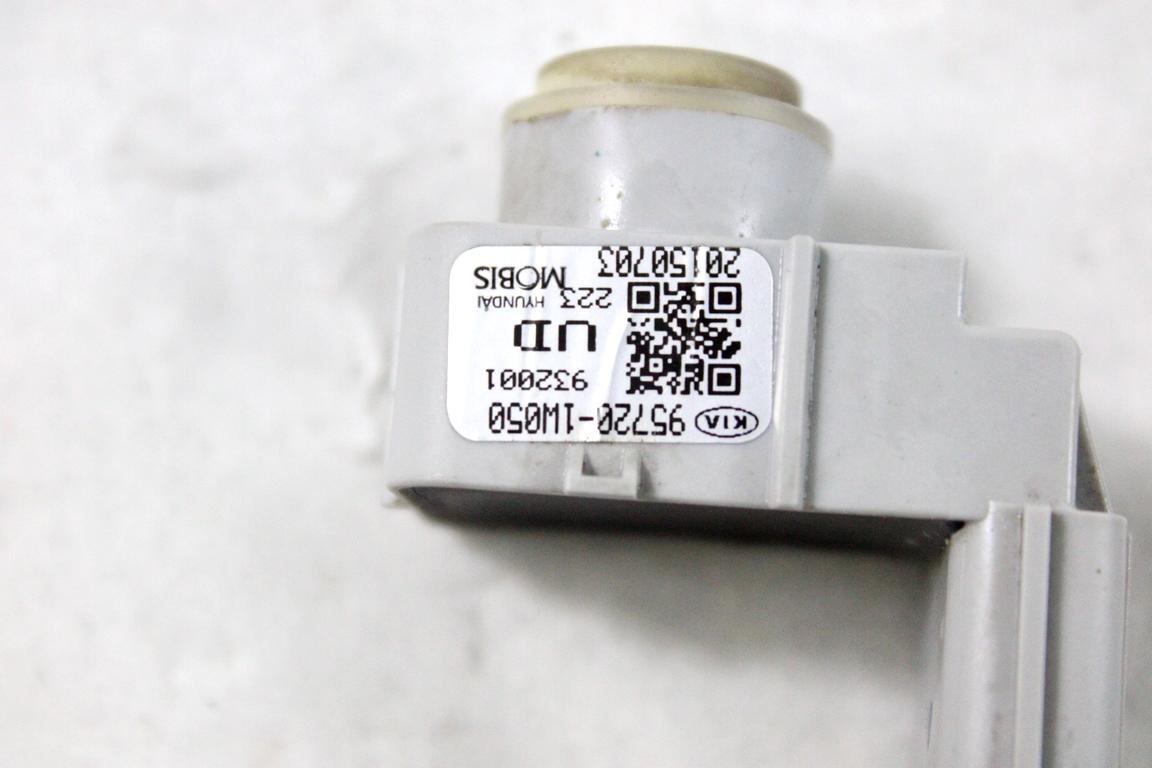 KIA 95720-1W050
932001
UD
HYUNDAI 223
MOBIS
20150703